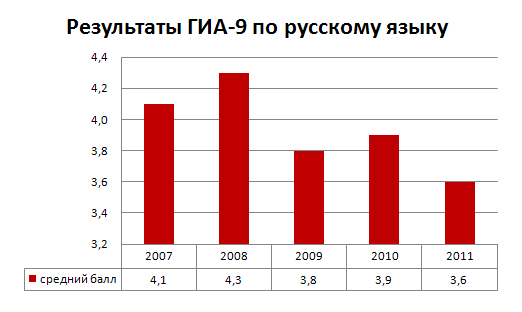 Результаты ГИА-9 по русскому языку
4,4
4,2
4,0
3,8
3,6
3,4
3,2
2007 2008 2009 2010 2011
средний балл 4,1 4,3 3,8 3,9 3,6